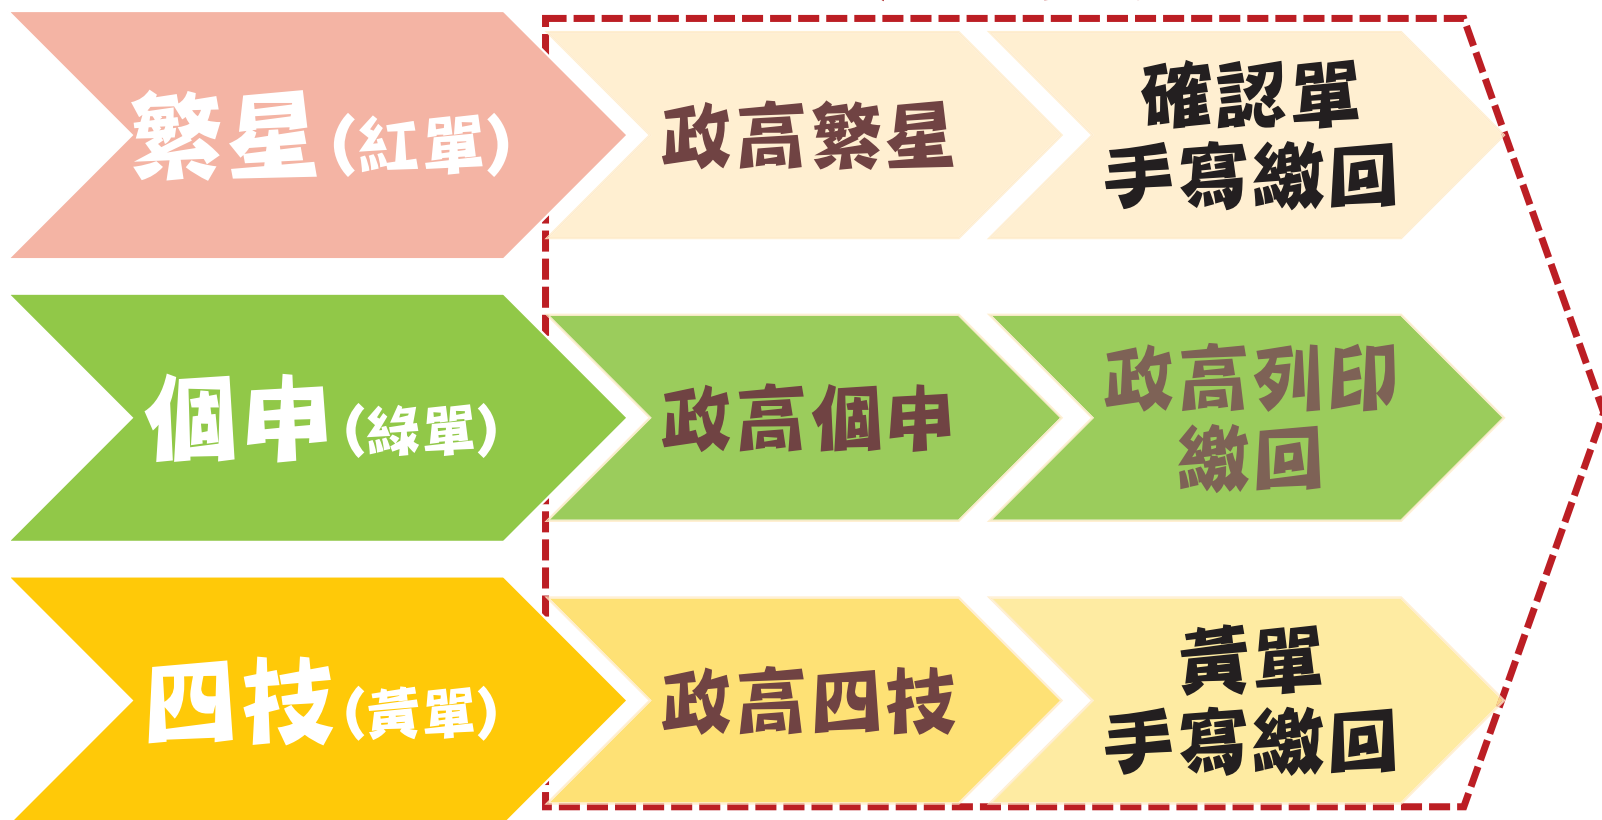 繁星(紅單)
政高繁星
確認單
手寫繳回
個申(綠單)
政高個申
政高列印
繳回
四技(黃單)
政高四技
黃單
手寫繳回